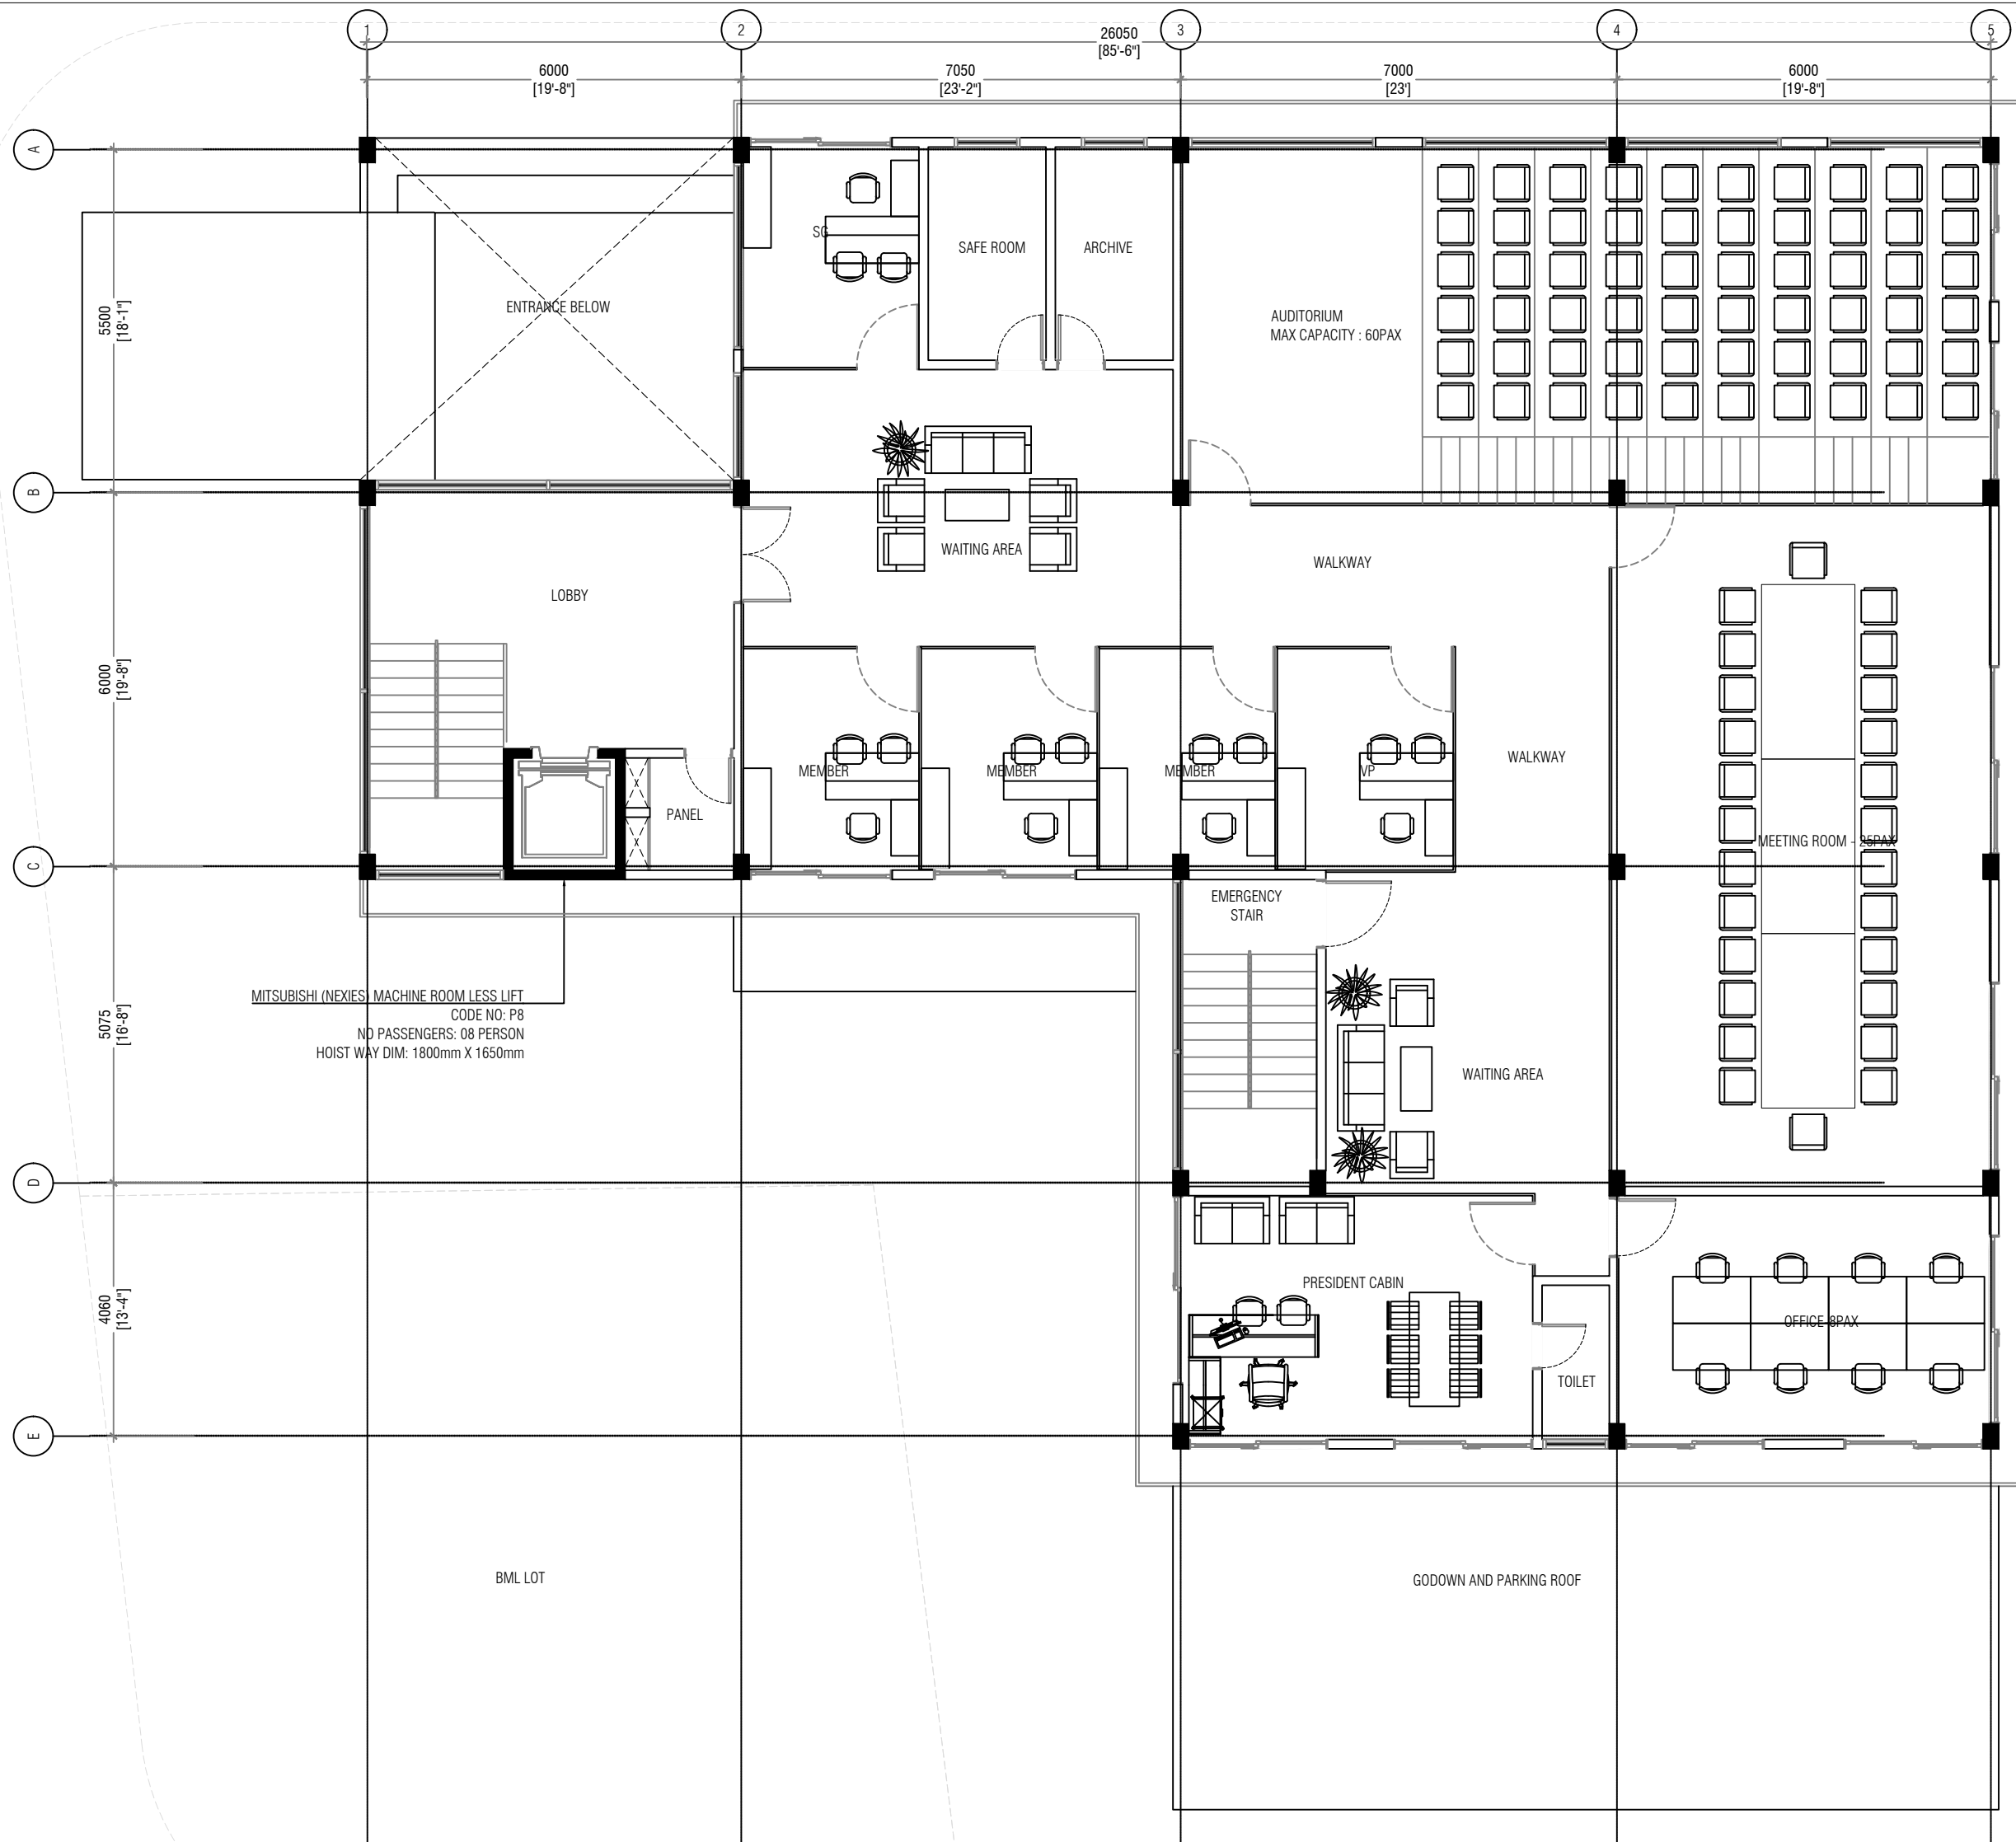 1
2
3
4
5
26050
[85'-6"]
6000
[19'-8"]
7050
[23'-2"]
7000
[23']
6000
[19'-8"]
A
B
C
D
E
5500
[18'-1"]
6000
[19'-8"]
5075
[16'-8"]
4060
[13'-4"]
SG
SAFE ROOM
ARCHIVE
ENTRANCE BELOW
AUDITORIUM
MAX CAPACITY : 60PAX
WAITING AREA
WALKWAY
LOBBY
WALKWAY
MEMBER
MEMBER
MEMBER
VP
PANEL
MEETING ROOM - 25PAX
EMERGENCY
STAIR
MITSUBISHI (NEXIES) MACHINE ROOM LESS LIFT
CODE NO: P8
NO PASSENGERS: 08 PERSON
HOIST WAY DIM: 1800mm X 1650mm
WAITING AREA
PRESIDENT CABIN
OFFICE-8PAX
TOILET
BML LOT
GODOWN AND PARKING ROOF